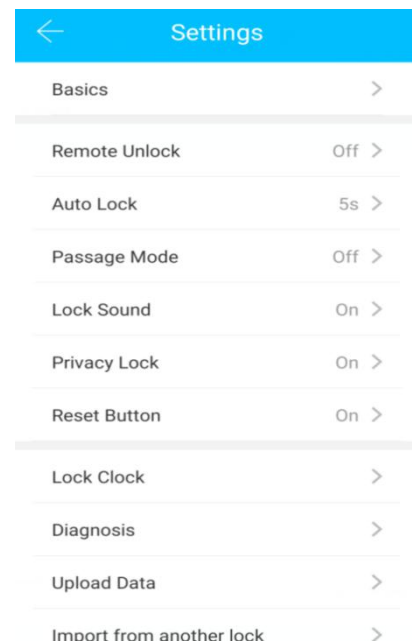 Settings
Basics
Remote Unlock Off
Auto Lock 5s
Passage Mode Off
Lock Sound On
Privacy Lock On
Reset Button On
Lock Clock
Diagnosis
Upload Data
Import from another lock